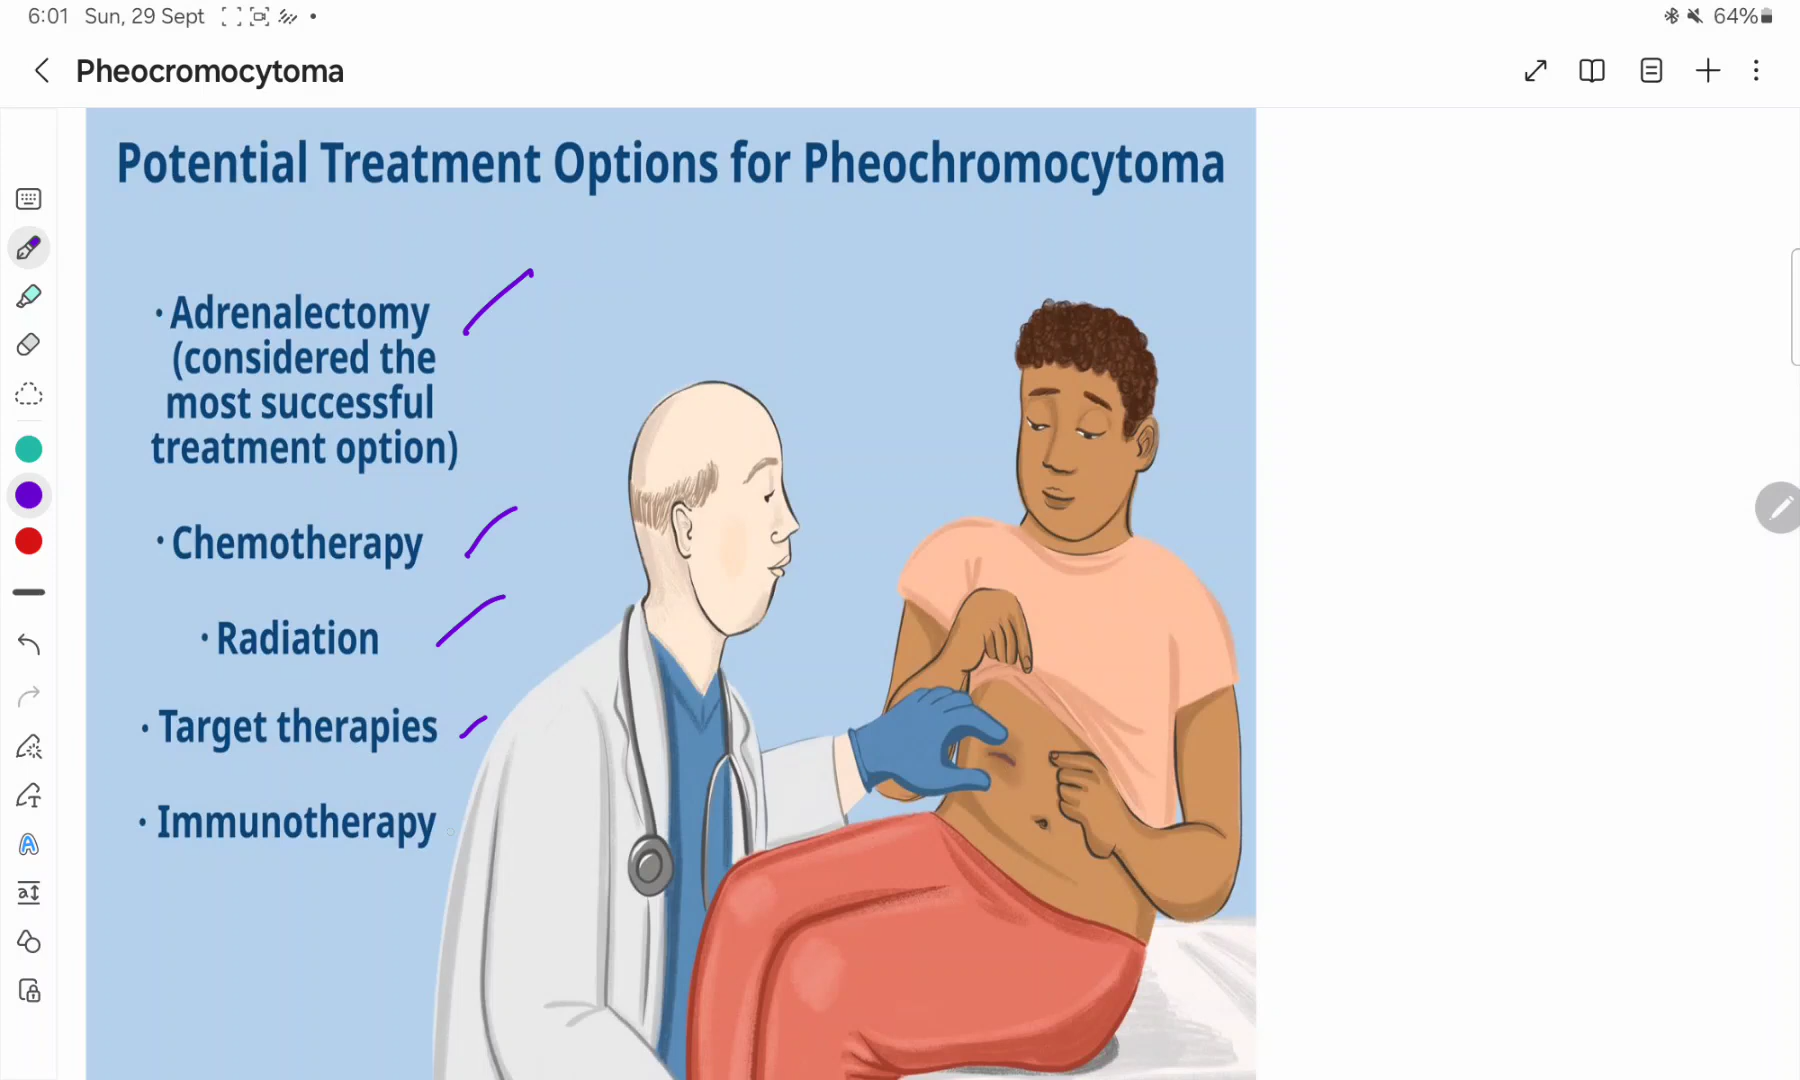 6:01 Sun, 29 Sept
64%
Pheocromocytoma
Potential Treatment Options for Pheochromocytoma
· Adrenalectomy
(considered the
most successful
treatment option)
· Chemotherapy
· Radiation
· Target therapies
· Immunotherapy